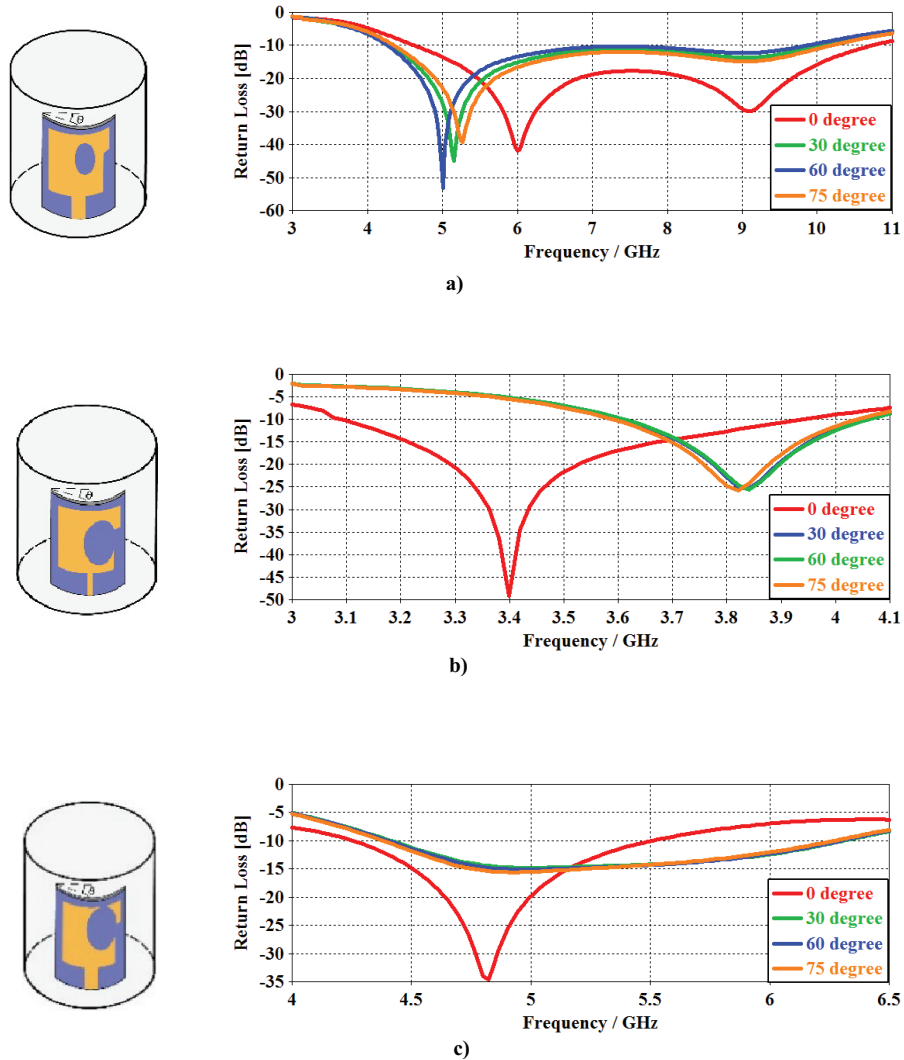 0
-10
-20
-30
-40
-50
-60
Return Loss [dB]
0 degree
30 degree
60 degree
75 degree
3 4 5 6 7 8 9 10 11
Frequency / GHz
a)
0
-5
-10
-15
-20
-25
-30
-35
-40
-45
-50
Return Loss [dB]
0 degree
30 degree
60 degree
75 degree
3 3.1 3.2 3.3 3.4 3.5 3.6 3.7 3.8 3.9 4 4.1
Frequency / GHz
b)
0
-5
-10
-15
-20
-25
-30
-35
Return Loss [dB]
0 degree
30 degree
60 degree
75 degree
4 4.5 5 5.5 6 6.5
Frequency / GHz
c)